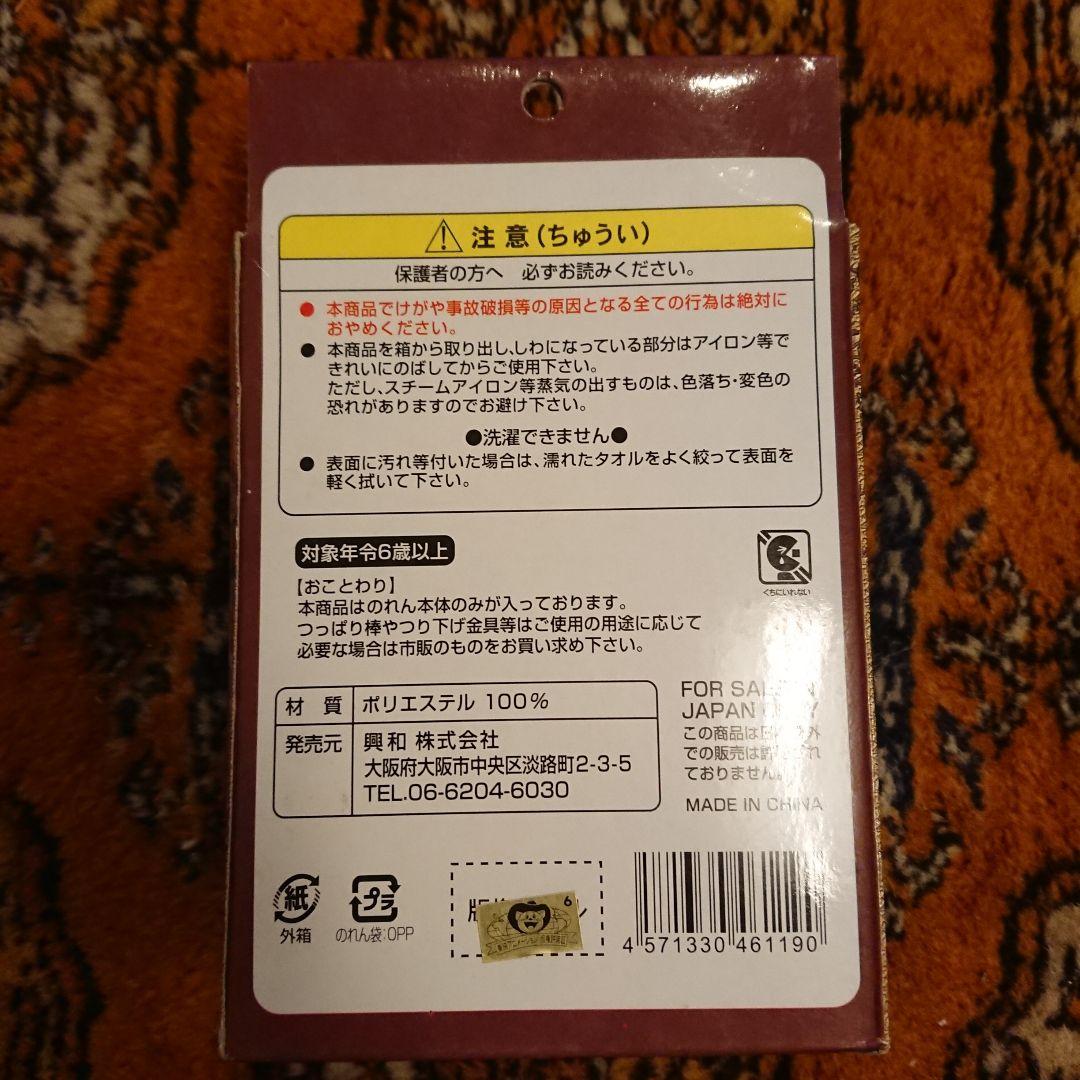 注意(ちゅうい)
保護者の方へ 必ずお読みください。
● 本商品でけがや事故破損等の原因となる全ての行為は絶対に
おやめください。
● 本商品を箱から取り出し、しわになっている部分はアイロン等で
きれいにのばしてからご使用下さい。
ただし、スチームアイロン等蒸気の出すものは、色落ち・変色の
恐れがありますのでお避け下さい。
●洗濯できません●
● 表面に汚れ等付いた場合は、濡れたタオルをよく絞って表面を
軽く拭いて下さい。
対象年令6歳以上
くちにいれない
【おことわり】
本商品はのれん本体のみが入っております。
つっぱり棒やつり下げ金具等はご使用の用途に応じて
必要な場合は市販のものをお買い求め下さい。
材質 ポリエステル 100%
発売元 興和 株式会社
大阪府大阪市中央区淡路町2-3-5
TEL.06-6204-6030
FOR SALE IN
JAPAN ONLY
この商品は日本以外
での販売は許可され
ておりません。
MADE IN CHINA
紙
外箱
プラ
のれん袋:OPP
6
4 571330 461190